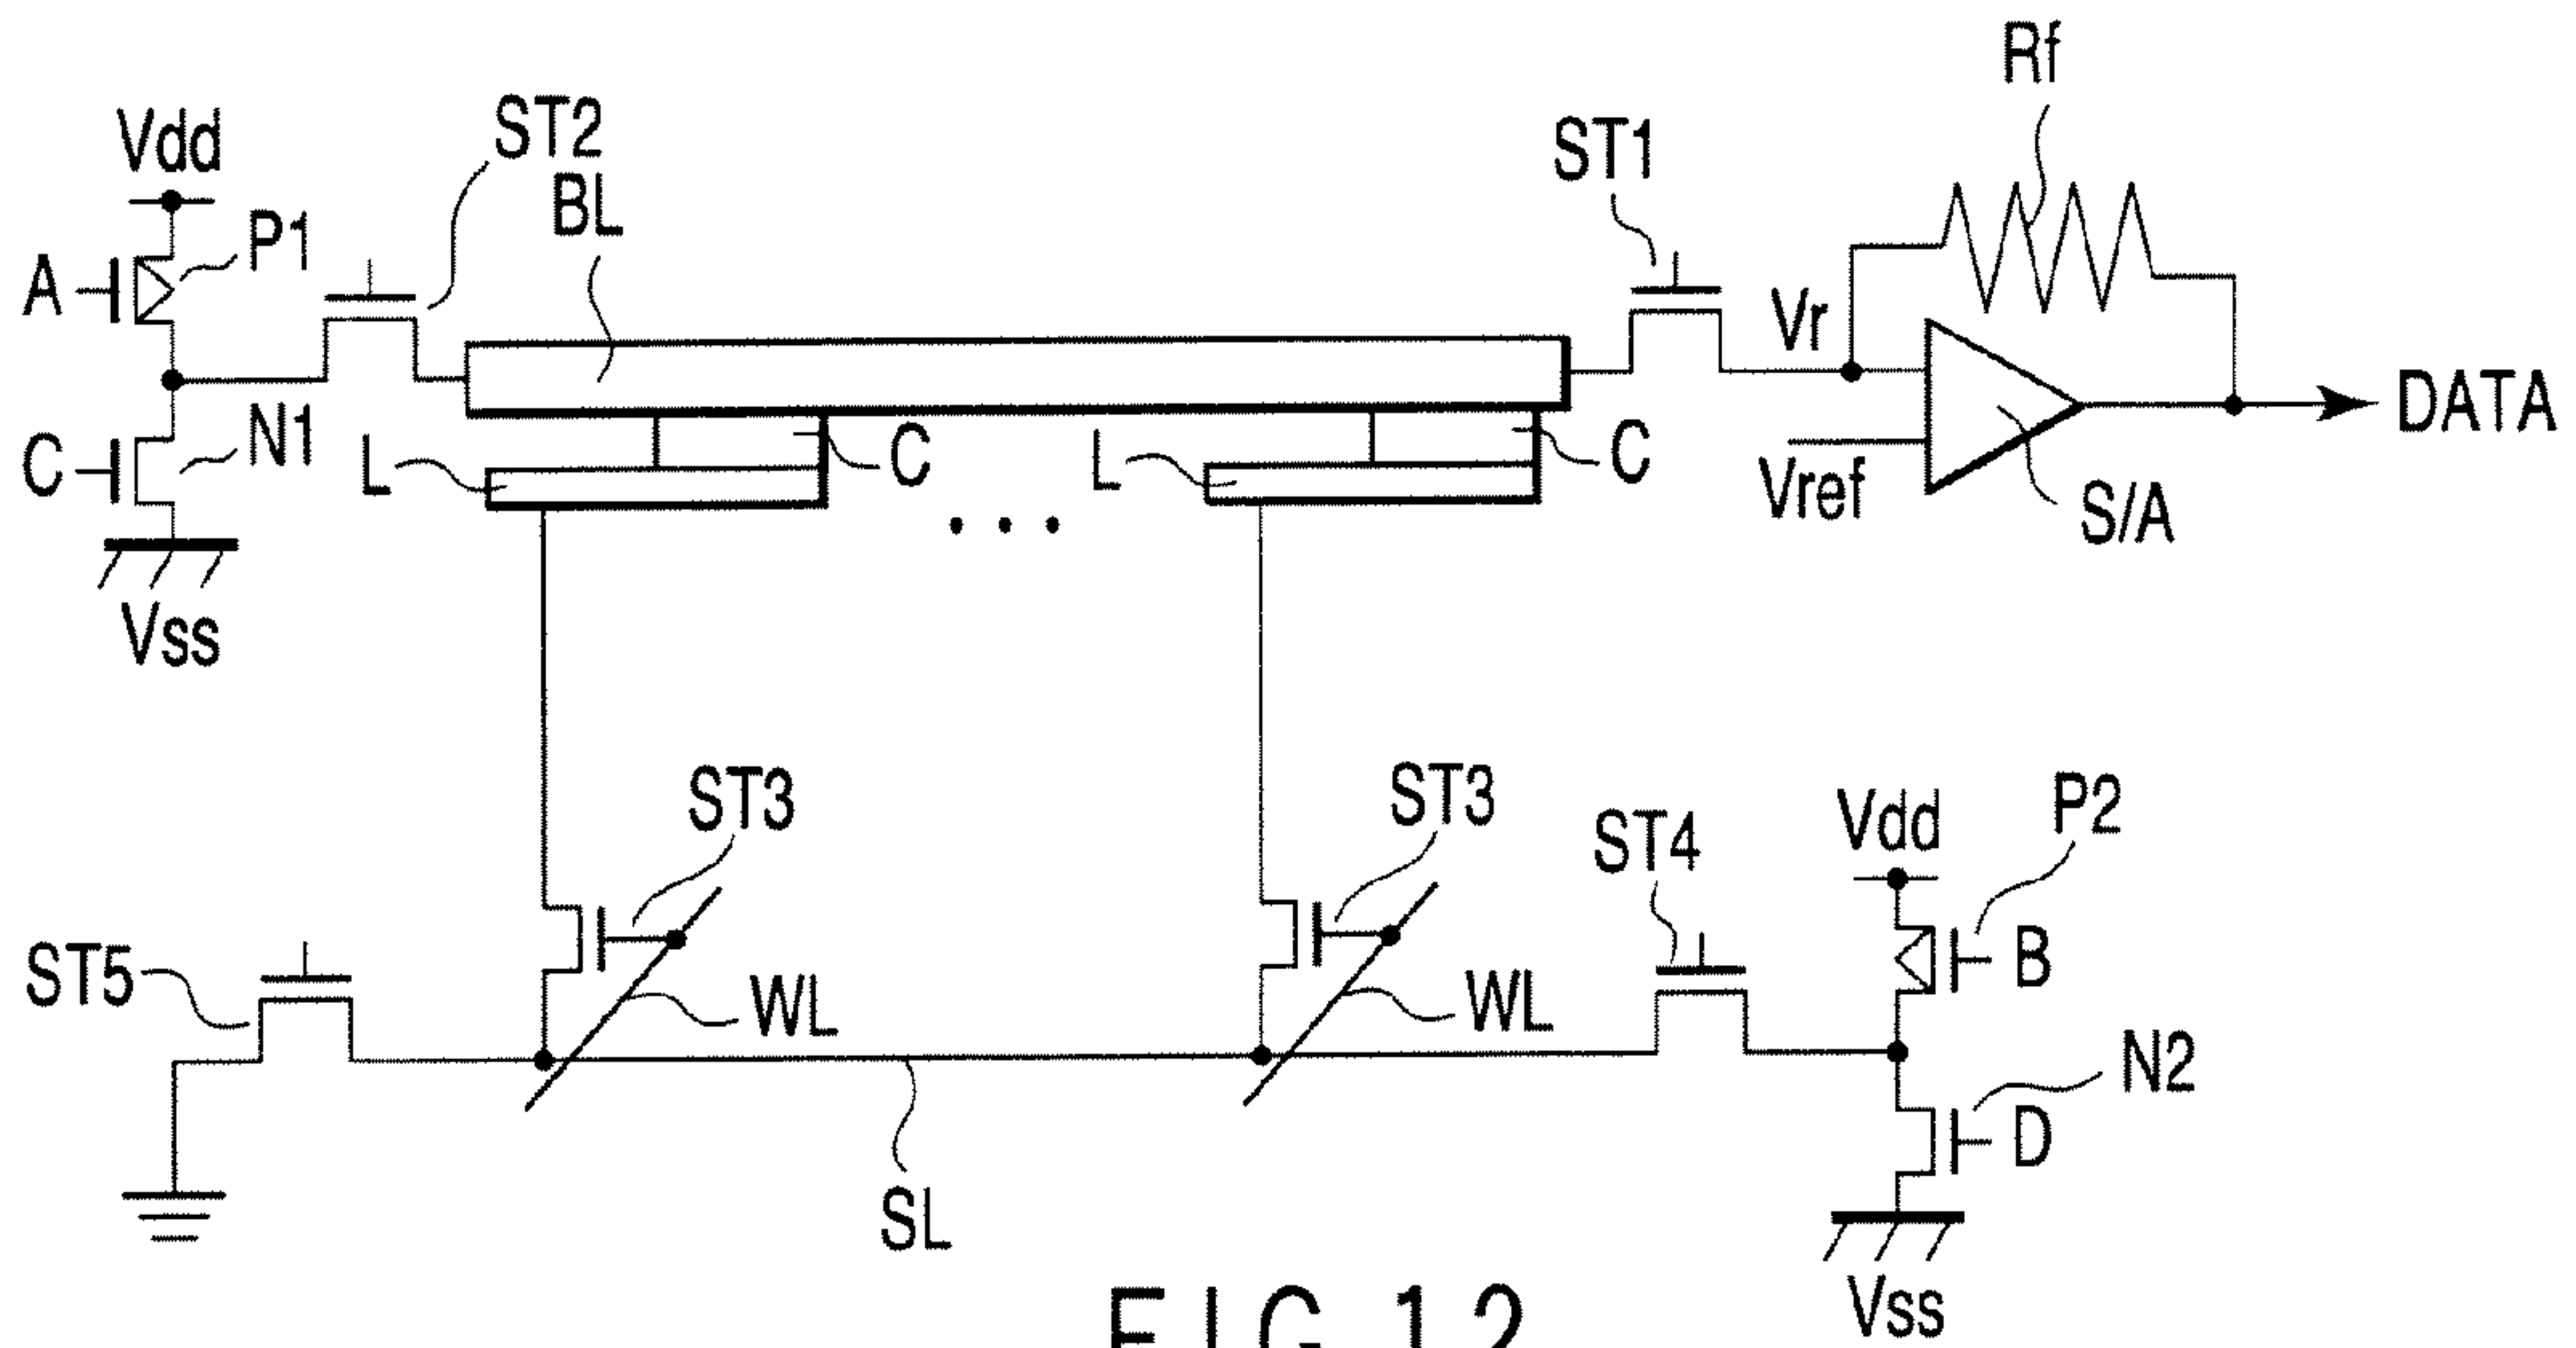 Rf
Vdd
ST2
BL
ST1
A
P1
Vr
C
N1
L
C
L
C
Vref
S/A
DATA
Vss
ST3
ST3
ST4
Vdd
P2
ST5
WL
WL
B
N2
D
SL
Vss
FIG. 12